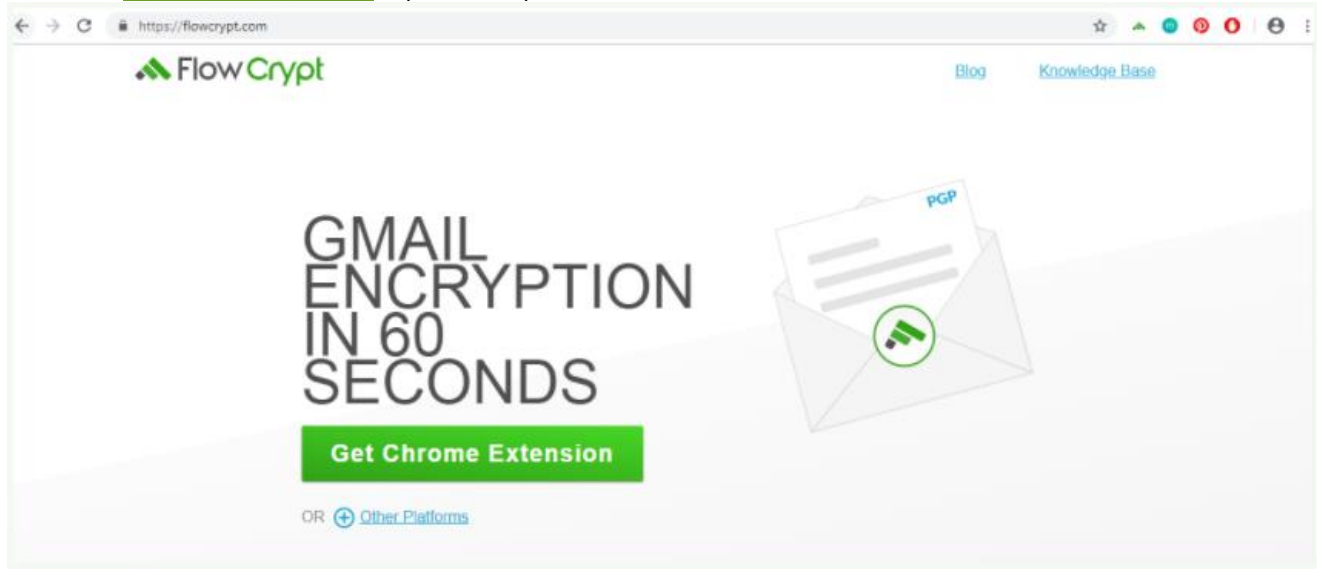 https://flowcrypt.com
FlowCrypt
Blog Knowledge Base
PGP
GMAIL
ENCRYPTION
IN 60
SECONDS
Get Chrome Extension
OR Other Platforms